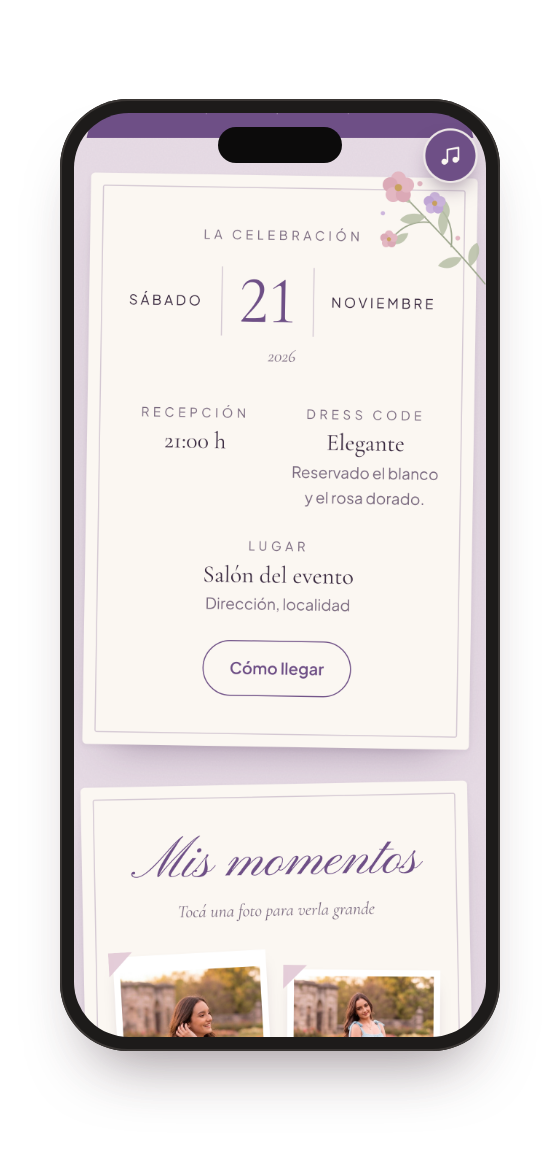 LA CELEBRACIÓN
SÁBADO
21
NOVIEMBRE
2026
RECEPCIÓN
21:00 h
DRESS CODE
Elegante
Reservado el blanco
y el rosa dorado.
LUGAR
Salón del evento
Dirección, localidad
Cómo llegar
Mis momentos
Tocá una foto para verla grande